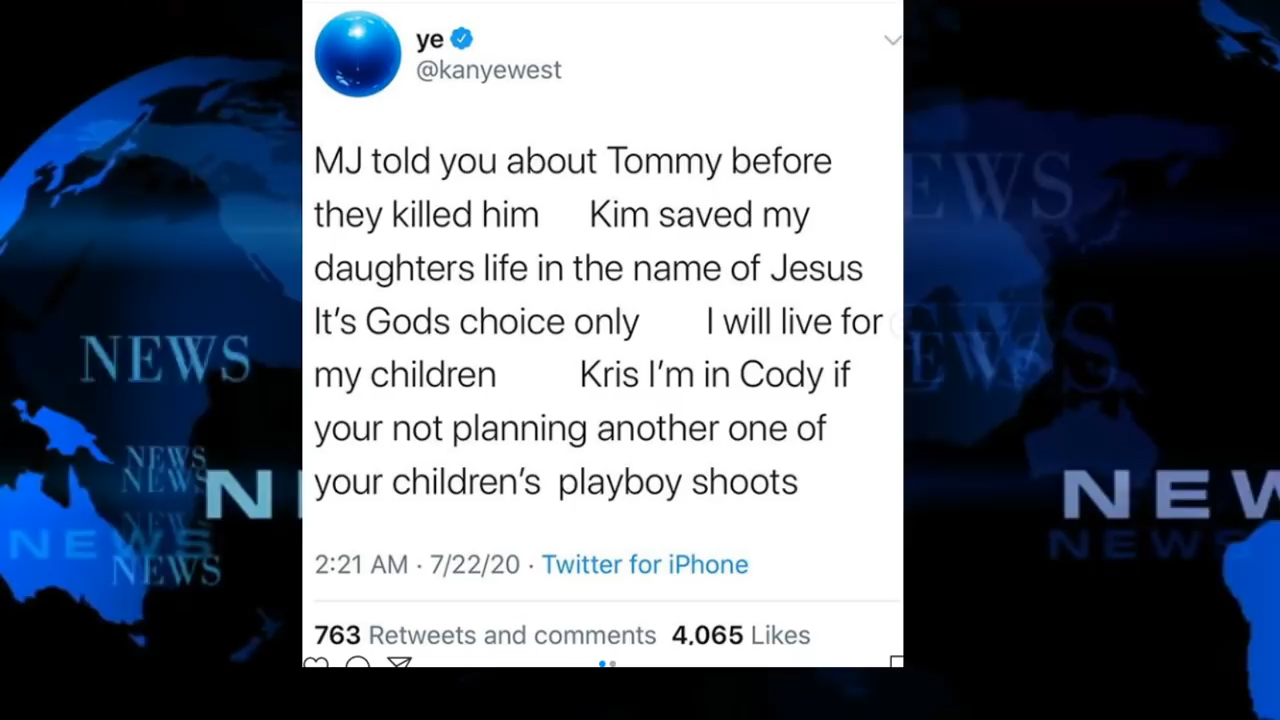 ye
@kanyewest
MJ told you about Tommy before
they killed him Kim saved my
daughters life in the name of Jesus
It's Gods choice only I will live for
my children Kris I'm in Cody if
your not planning another one of
your children's playboy shoots
2:21 AM · 7/22/20 · Twitter for iPhone
763 Retweets and comments 4,065 Likes
NEWS
NEWS
NEWS
N
NEWS
NEWS
NEWS
EWS
EWS
NEW
NEWS